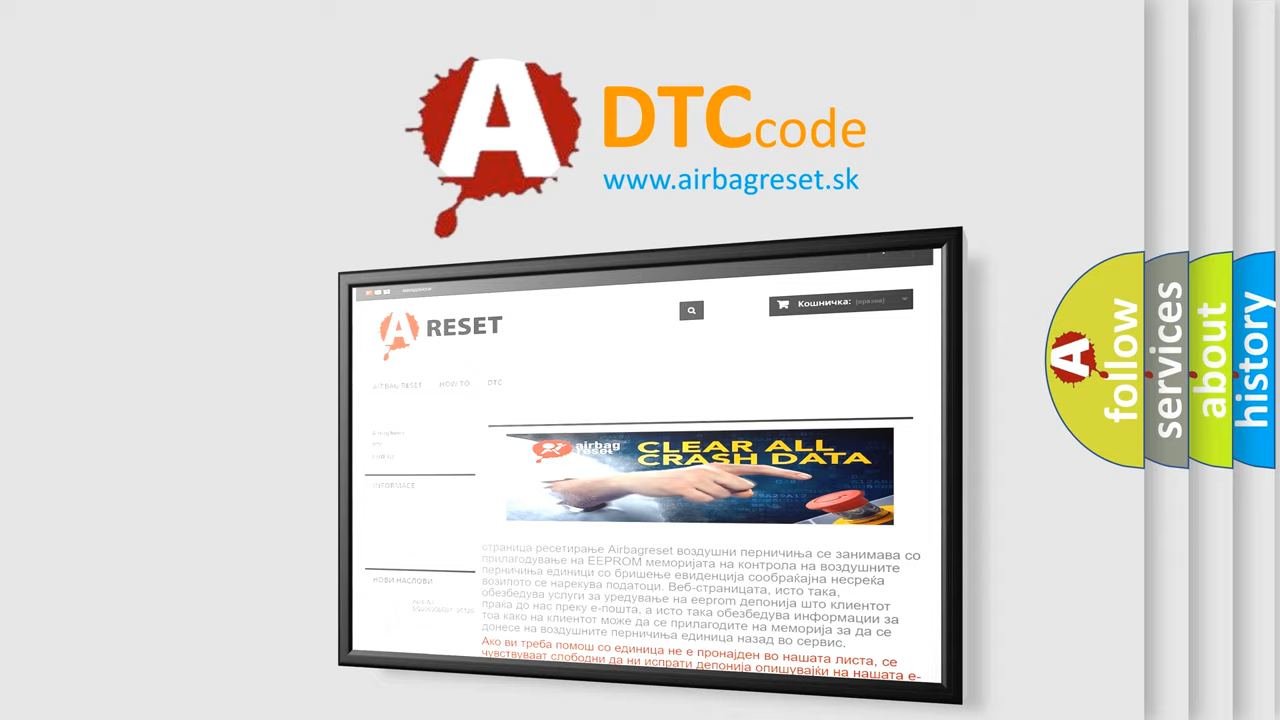 A
DTC code
www.airbagreset.sk
A RESET
Кошничка: (празна)
AIRBAG RESET HOW TO DTC
INFORMACE
airbag reset
CLEAR ALL
CRASH DATA
страница ресетирање Airbagreset воздушни перничиња се занимава со
прилагодување на EEPROM меморијата на контрола на воздушните
перничиња единици со бришење евиденција сообраќајна несреќа
возилото се нарекува податоци. Веб-страницата, исто така,
обезбедува услуги за уредување на eeprom депонија што клиентот
праќа до нас преку е-пошта, а исто така обезбедува информации за
тоа како на клиентот може да се прилагодите на меморија за да се
донесе на воздушните перничиња единица назад во сервис.
Ако ви треба помош со единица не е пронајден во нашата листа, се
чувствуваат слободни да ни испрати депонија опишувајќи на нашата е-
НОВИ НАСЛОВИ
A
follow
services
about
history